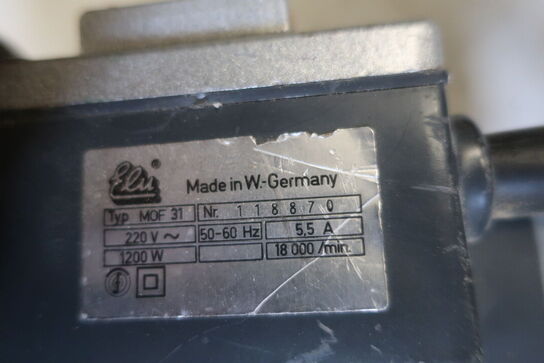 Elu ®
Made in W.-Germany
Typ MOF 31 Nr. 118870
220 V ~ 50-60 Hz 5,5 A
1200 W 18 000/min.